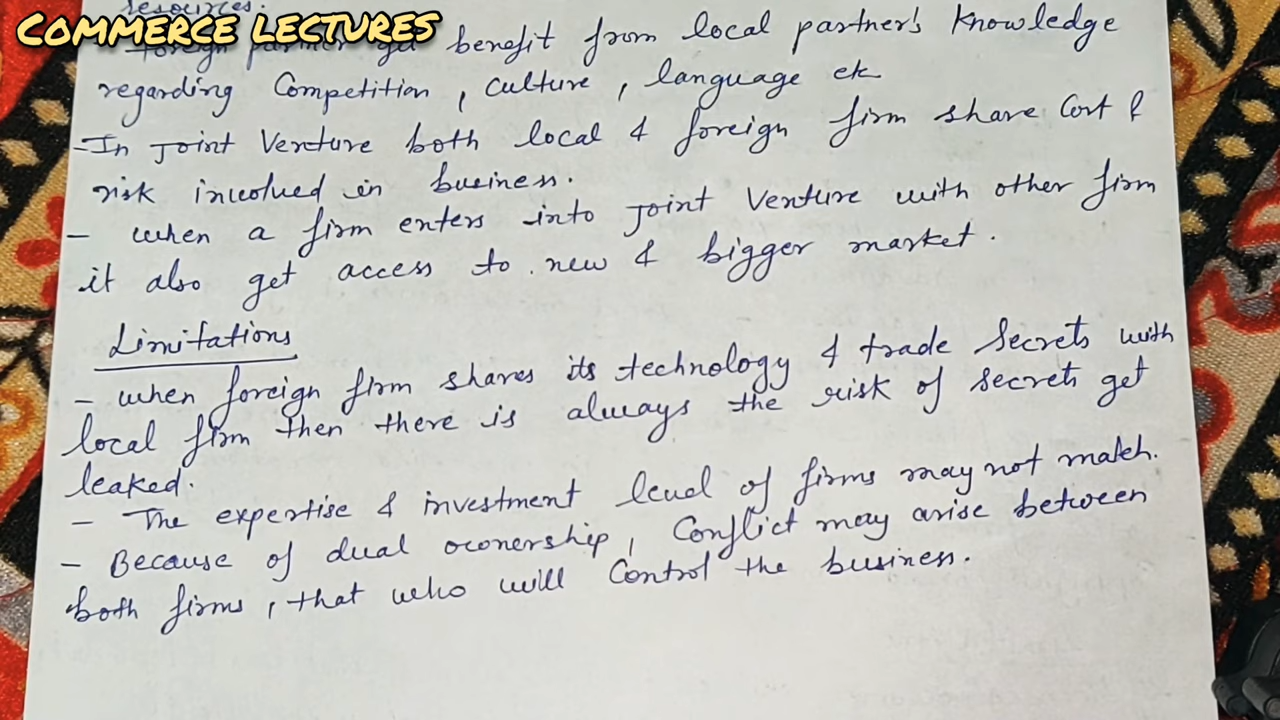 resources.
COMMERCE LECTURES
- foreign partner get benefit from local partner's Knowledge
regarding Competition, culture, language etc
- In Joint Venture both local & foreign firm share Cost &
risk involved in business.
- when a firm enters into Joint Venture with other firm
it also get access to new & bigger market.
Limitations
- when foreign firm shares its technology & trade Secrets with
local firm then there is always the risk of secrets get
leaked.
- The expertise & investment level of firms may not match.
- Because of dual ownership, Conflict may arise between
both firms, that who will Control the business.